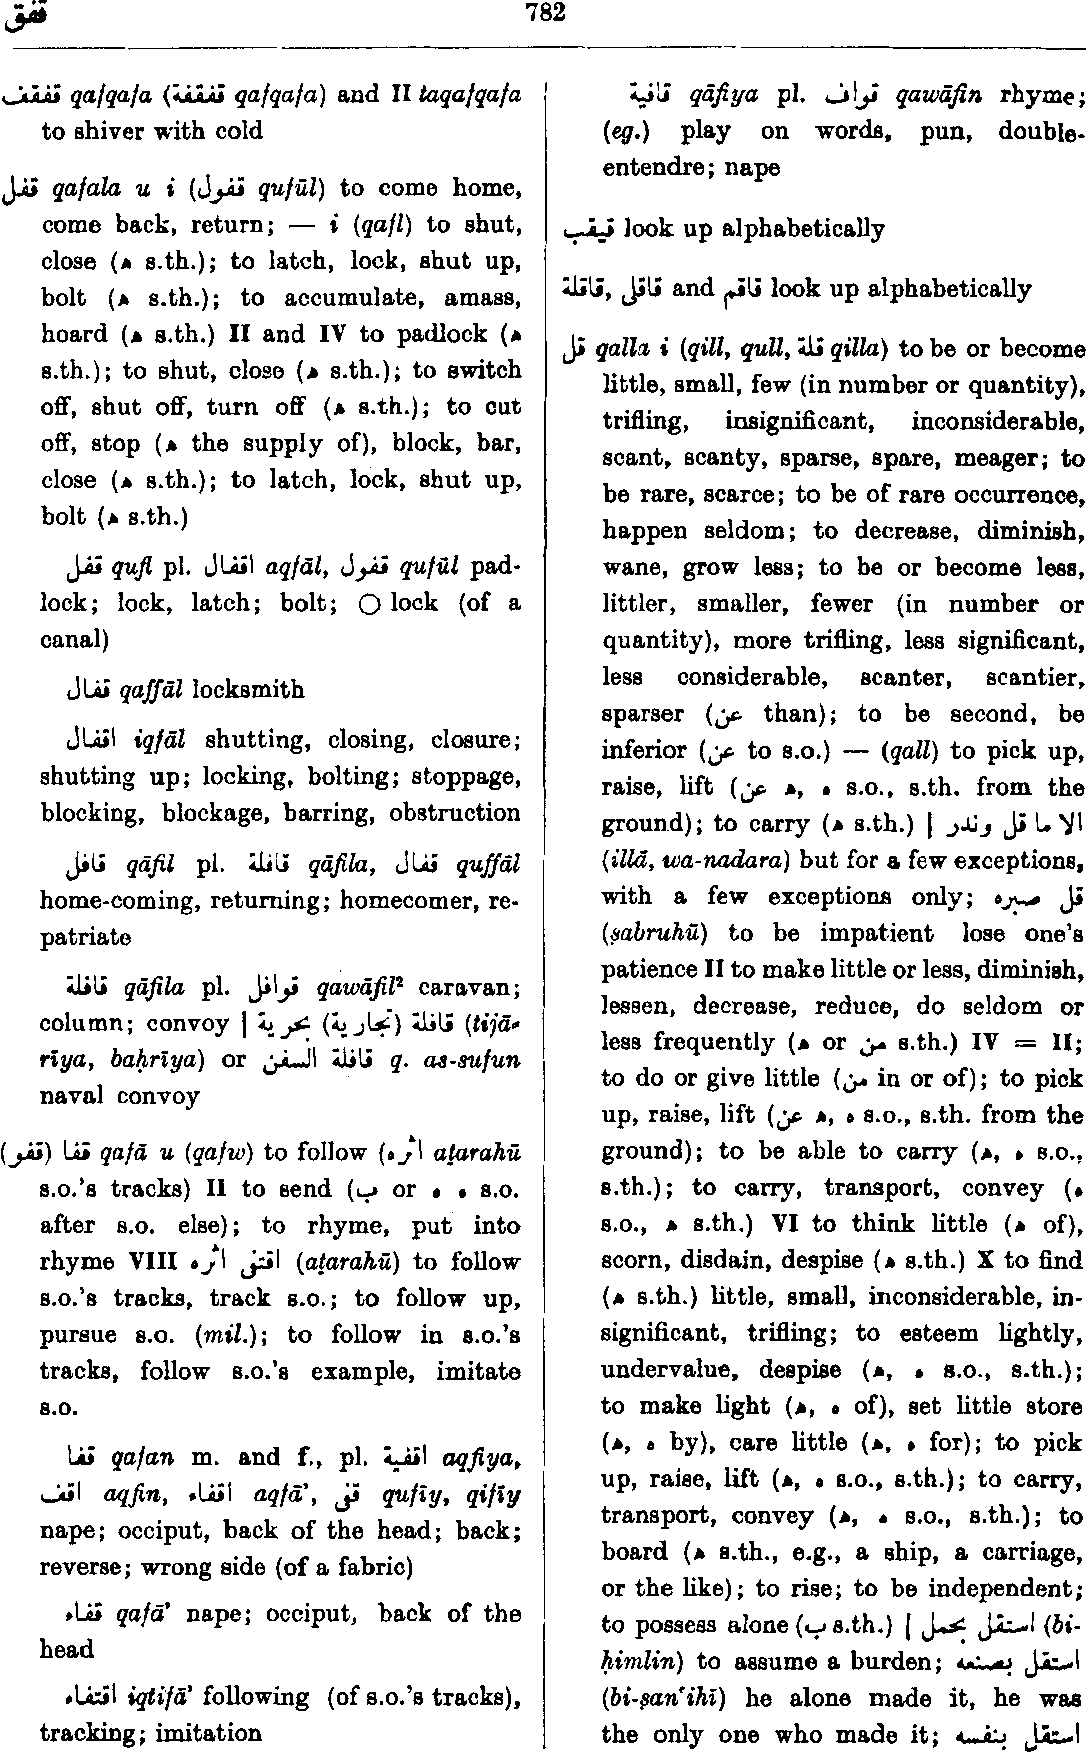 قفق
782
قفقف qafqafa (قفقفة qafqafa) and II taqafqafa
to shiver with cold
قفل qafala u i (قفول qufūl) to come home,
come back, return; — i (qafl) to shut,
close (ه s.th.); to latch, lock, shut up,
bolt (ه s.th.); to accumulate, amass,
hoard (ه s.th.) II and IV to padlock (ه
s.th.); to shut, close (ه s.th.); to switch
off, shut off, turn off (ه s.th.); to cut
off, stop (ه the supply of), block, bar,
close (ه s.th.); to latch, lock, shut up,
bolt (ه s.th.)
قفل qufl pl. اقفال aqfāl, قفول qufūl pad-
lock; lock, latch; bolt; ○ lock (of a
canal)
قفال qaffāl locksmith
اقفال iqfāl shutting, closing, closure;
shutting up; locking, bolting; stoppage,
blocking, blockage, barring, obstruction
قافل qāfil pl. قافلة qāfila, قفال quffāl
home-coming, returning; homecomer, re-
patriate
قافلة qāfila pl. قوافل qawāfil² caravan;
column; convoy | قافلة (تجارية) بحرية (tijā-
rīya, baḥrīya) or قافلة السفن q. as-sufun
naval convoy
(قفو) قفا qafā u (qafw) to follow (اثره aṯarahū
s.o.'s tracks) II to send (ب or ه ه s.o.
after s.o. else); to rhyme, put into
rhyme VIII اقتفى اثره (aṯarahū) to follow
s.o.'s tracks, track s.o.; to follow up,
pursue s.o. (mil.); to follow in s.o.'s
tracks, follow s.o.'s example, imitate
s.o.
قفا qafan m. and f., pl. اقفية aqfiya,
اقف aqfin, اقفاء aqfā', قفى qufīy, qifīy
nape; occiput, back of the head; back;
reverse; wrong side (of a fabric)
قفاء qafā' nape; occiput, back of the
head
اقتفاء iqtifā' following (of s.o.'s tracks),
tracking; imitation
قافية qāfiya pl. قواف qawāfin rhyme;
(eg.) play on words, pun, double-
entendre; nape
قيقب look up alphabetically
قاقلة, قاقل and قاقم look up alphabetically
قل qalla i (qill, qull, قلة qilla) to be or become
little, small, few (in number or quantity),
trifling, insignificant, inconsiderable,
scant, scanty, sparse, spare, meager; to
be rare, scarce; to be of rare occurrence,
happen seldom; to decrease, diminish,
wane, grow less; to be or become less,
littler, smaller, fewer (in number or
quantity), more trifling, less significant,
less considerable, scanter, scantier,
sparser (عن than); to be second, be
inferior (عن to s.o.) — (qall) to pick up,
raise, lift (عن ه, ه s.o., s.th. from the
ground); to carry (ه s.th.) | الا ما قل وندر
(illā, wa-nadara) but for a few exceptions,
with a few exceptions only; قل صبره
(ṣabruhū) to be impatient lose one's
patience II to make little or less, diminish,
lessen, decrease, reduce, do seldom or
less frequently (ه or من s.th.) IV = II;
to do or give little (من in or of); to pick
up, raise, lift (عن ه, ه s.o., s.th. from the
ground); to be able to carry (ه, ه s.o.,
s.th.); to carry, transport, convey (ه
s.o., ه s.th.) VI to think little (ه of),
scorn, disdain, despise (ه s.th.) X to find
(ه s.th.) little, small, inconsiderable, in-
significant, trifling; to esteem lightly,
undervalue, despise (ه, ه s.o., s.th.);
to make light (ه, ه of), set little store
(ه, ه by), care little (ه, ه for); to pick
up, raise, lift (ه, ه s.o., s.th.); to carry,
transport, convey (ه, ه s.o., s.th.); to
board (ه s.th., e.g., a ship, a carriage,
or the like); to rise; to be independent;
to possess alone (ب s.th.) | استقل بحمل (bi-
ḥimlin) to assume a burden; استقل بصنعه
(bi-ṣan'ihī) he alone made it, he was
the only one who made it; استقل بنفسه